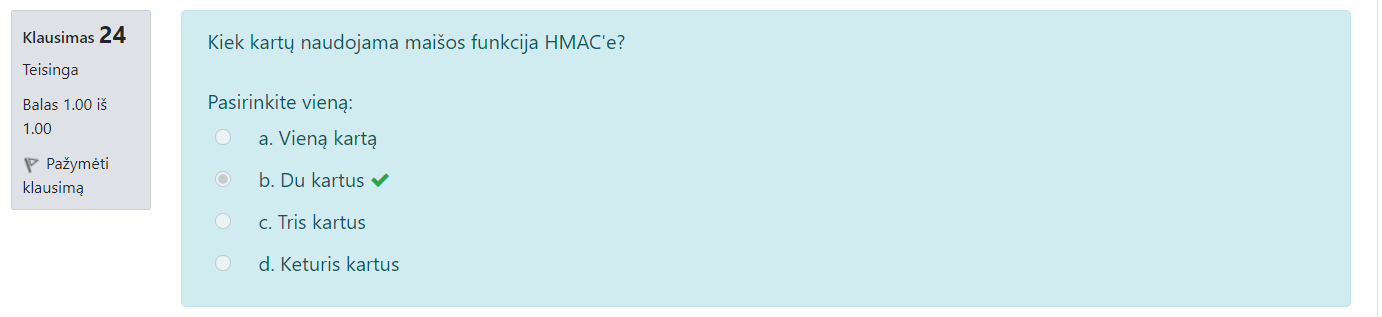 Klausimas 24
Teisinga
Balas 1.00 iš
1.00
Pažymėti
klausimą
Kiek kartų naudojama maišos funkcija HMAC'e?
Pasirinkite vieną:
a. Vieną kartą
b. Du kartus
c. Tris kartus
d. Keturis kartus